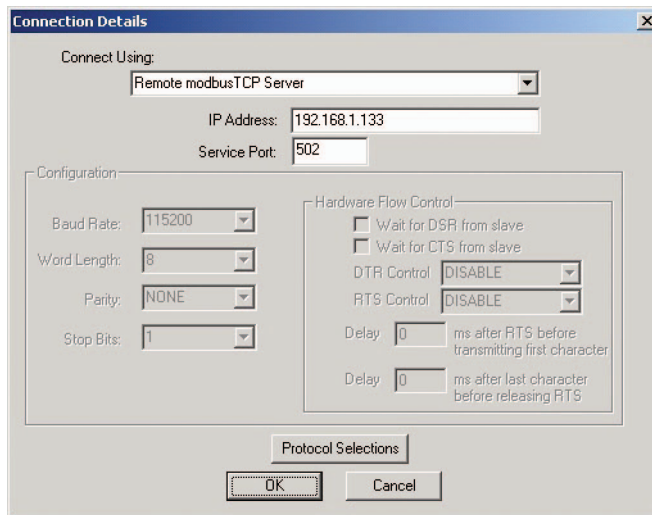 Connection Details
Connect Using:
Remote modbusTCP Server
IP Address: 192.168.1.133
Service Port: 502
Configuration
Baud Rate: 115200
Word Length: 8
Parity: NONE
Stop Bits: 1
Hardware Flow Control
Wait for DSR from slave
Wait for CTS from slave
DTR Control DISABLE
RTS Control DISABLE
Delay 0 ms after RTS before
transmitting first character
Delay 0 ms after last character
before releasing RTS
Protocol Selections
OK Cancel